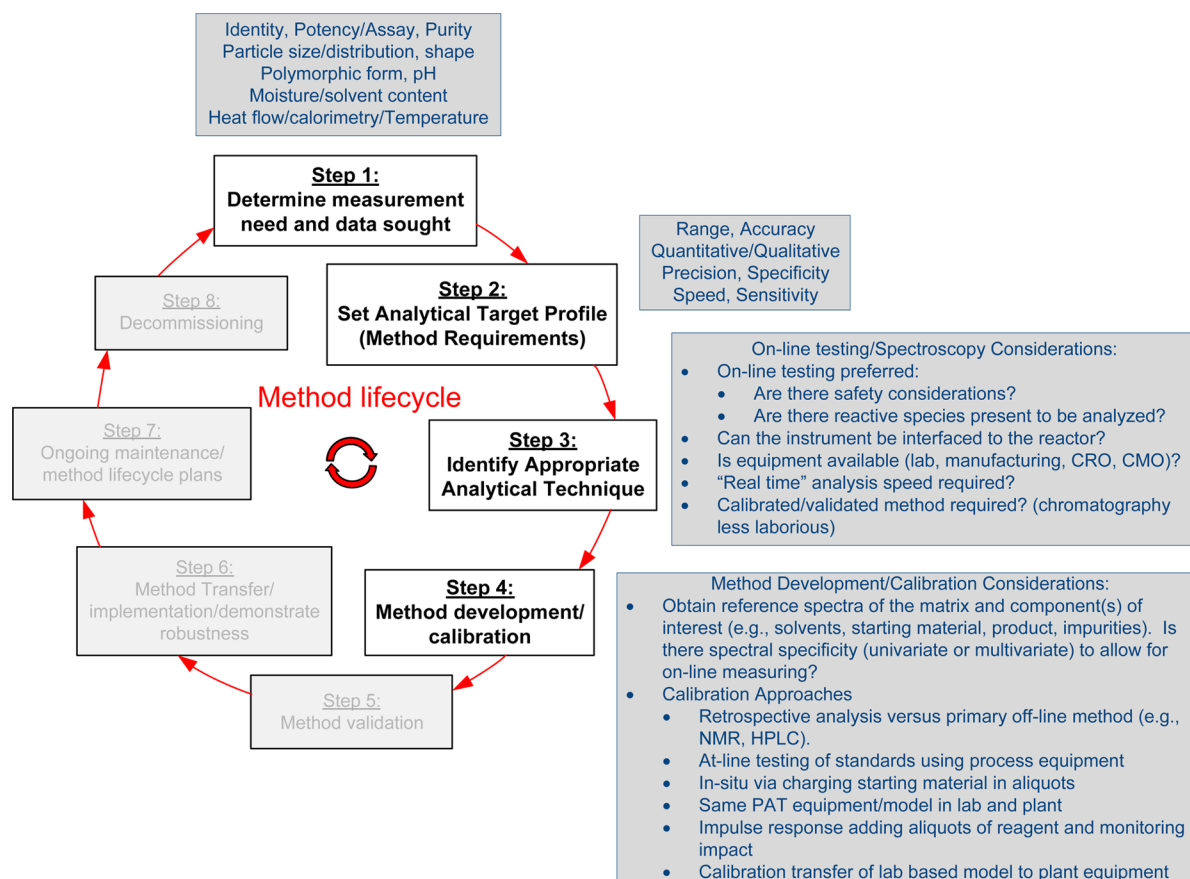 Identity, Potency/Assay, Purity
Particle size/distribution, shape
Polymorphic form, pH
Moisture/solvent content
Heat flow/calorimetry/Temperature
Step 1:
Determine measurement
need and data sought
Range, Accuracy
Quantitative/Qualitative
Precision, Specificity
Speed, Sensitivity
Step 2:
Set Analytical Target Profile
(Method Requirements)
Step 8:
Decommissioning
On-line testing/Spectroscopy Considerations:
• On-line testing preferred:
• Are there safety considerations?
• Are there reactive species present to be analyzed?
• Can the instrument be interfaced to the reactor?
• Is equipment available (lab, manufacturing, CRO, CMO)?
• “Real time” analysis speed required?
• Calibrated/validated method required? (chromatography
less laborious)
Method lifecycle
Step 3:
Identify Appropriate
Analytical Technique
Step 7:
Ongoing maintenance/
method lifecycle plans
Step 6:
Method Transfer/
implementation/demonstrate
robustness
Step 4:
Method development/
calibration
Step 5:
Method validation
Method Development/Calibration Considerations:
• Obtain reference spectra of the matrix and component(s) of
interest (e.g., solvents, starting material, product, impurities).  Is
there spectral specificity (univariate or multivariate) to allow for
on-line measuring?
• Calibration Approaches
• Retrospective analysis versus primary off-line method (e.g.,
NMR, HPLC).
• At-line testing of standards using process equipment
• In-situ via charging starting material in aliquots
• Same PAT equipment/model in lab and plant
• Impulse response adding aliquots of reagent and monitoring
impact
• Calibration transfer of lab based model to plant equipment